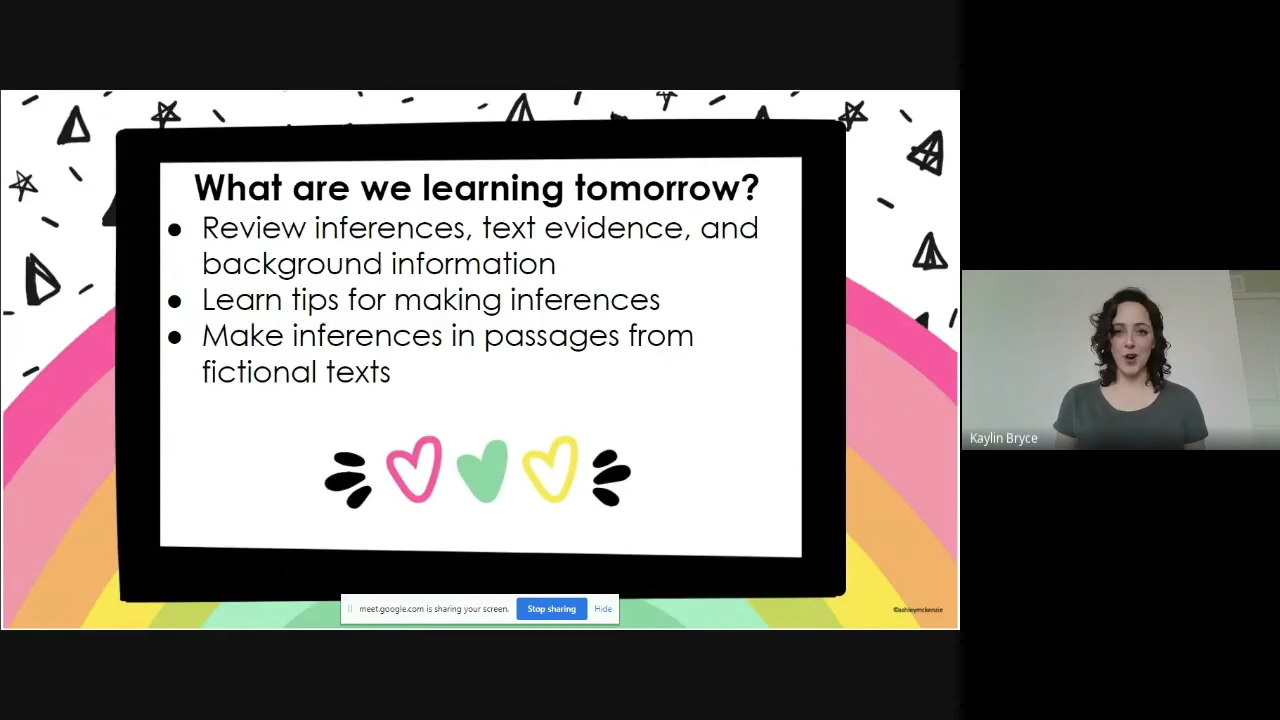 What are we learning tomorrow?
● Review inferences, text evidence, and
background information
● Learn tips for making inferences
● Make inferences in passages from
fictional texts
Kaylin Bryce
meet.google.com is sharing your screen.
Stop sharing
Hide
©ashleymckenzie